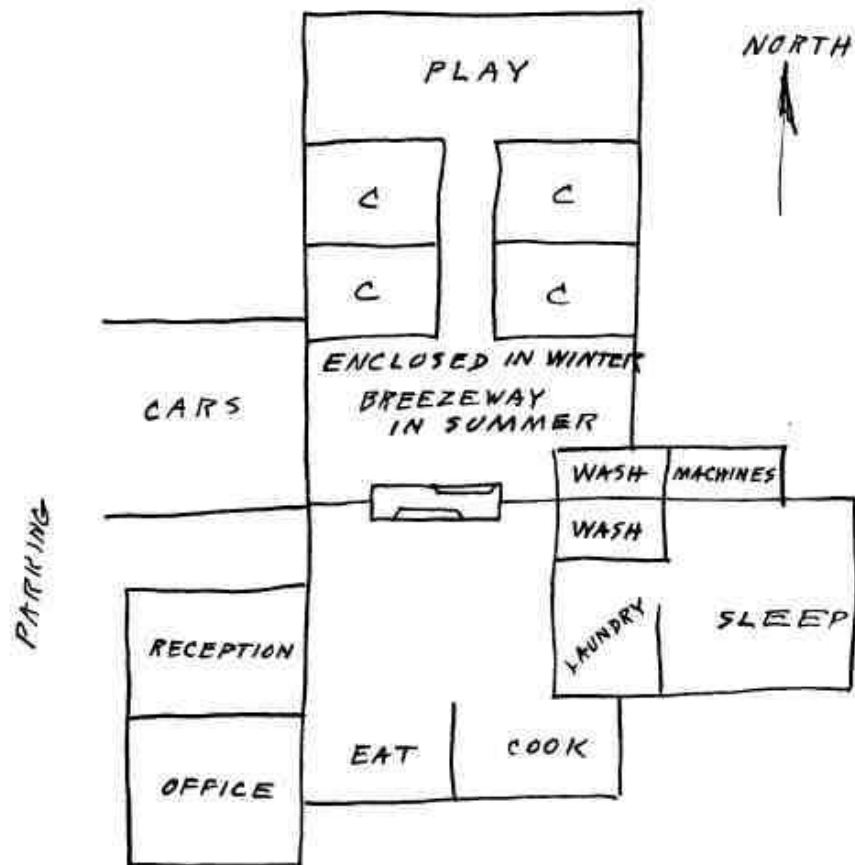 PLAY
NORTH
C
C
C
C
ENCLOSED IN WINTER
BREEZEWAY
IN SUMMER
CARS
WASH
MACHINES
WASH
PARKING
LAUNDRY
SLEEP
RECEPTION
EAT
COOK
OFFICE